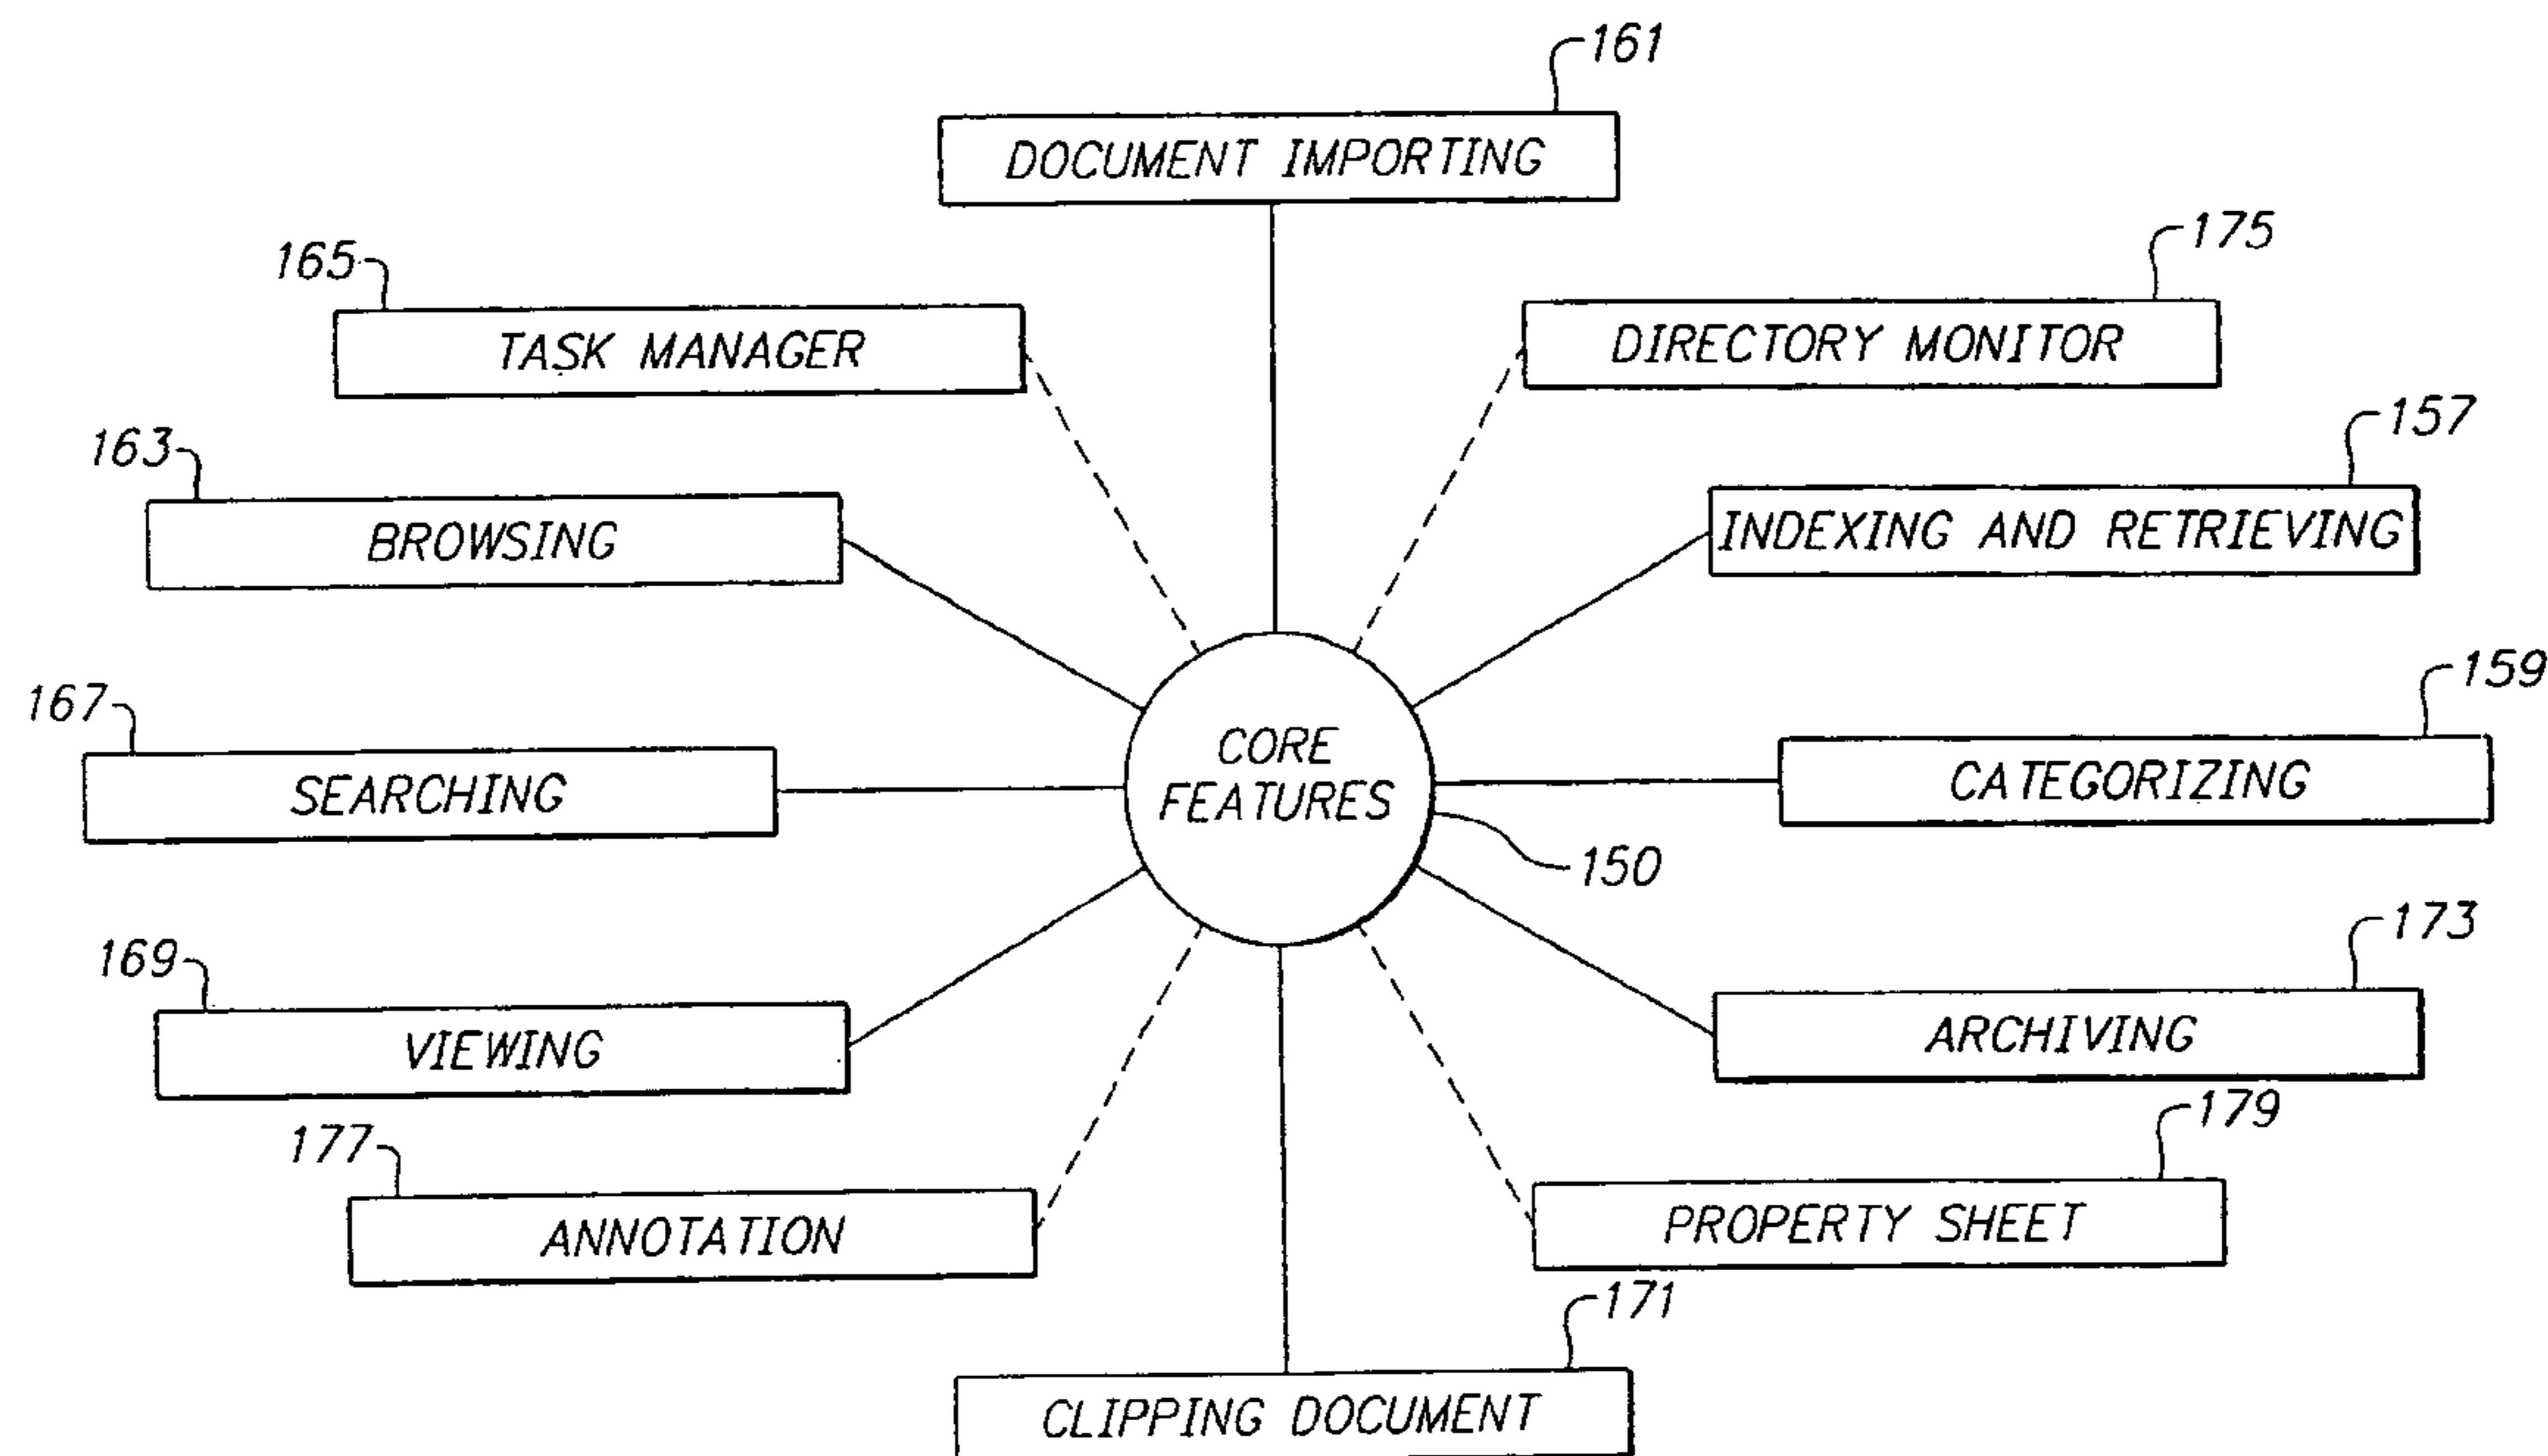 161
DOCUMENT IMPORTING
165
175
TASK MANAGER
DIRECTORY MONITOR
163
157
BROWSING
INDEXING AND RETRIEVING
167
159
CORE
FEATURES
SEARCHING
CATEGORIZING
150
169
173
VIEWING
ARCHIVING
177
179
ANNOTATION
PROPERTY SHEET
171
CLIPPING DOCUMENT